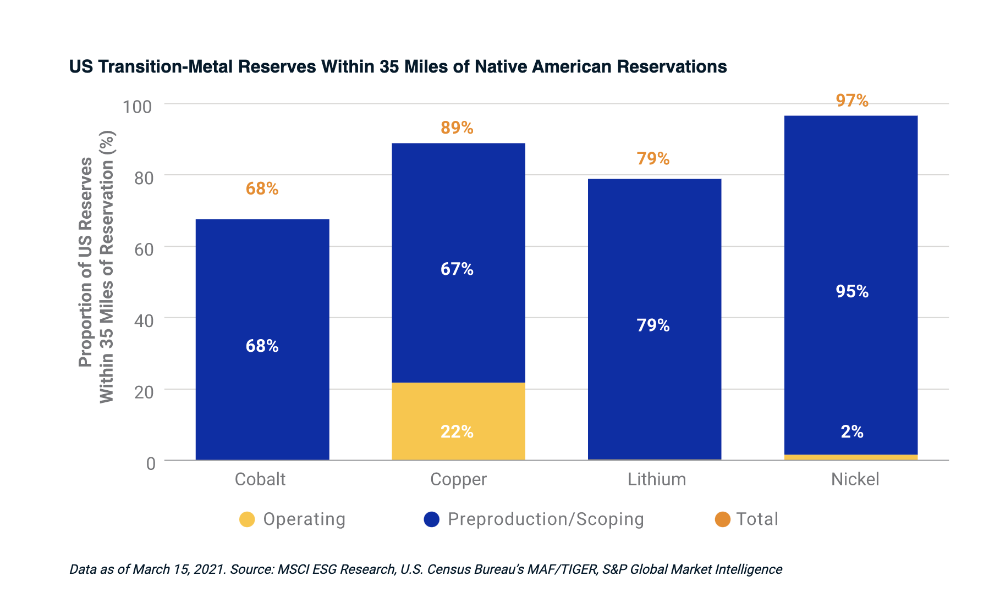 US Transition-Metal Reserves Within 35 Miles of Native American Reservations
Proportion of US Reserves
Within 35 Miles of Reservation (%)
100
80
60
40
20
0
68%
68%
89%
67%
22%
79%
79%
97%
95%
2%
Cobalt
Copper
Lithium
Nickel
Operating
Preproduction/Scoping
Total
Data as of March 15, 2021. Source: MSCI ESG Research, U.S. Census Bureau’s MAF/TIGER, S&P Global Market Intelligence